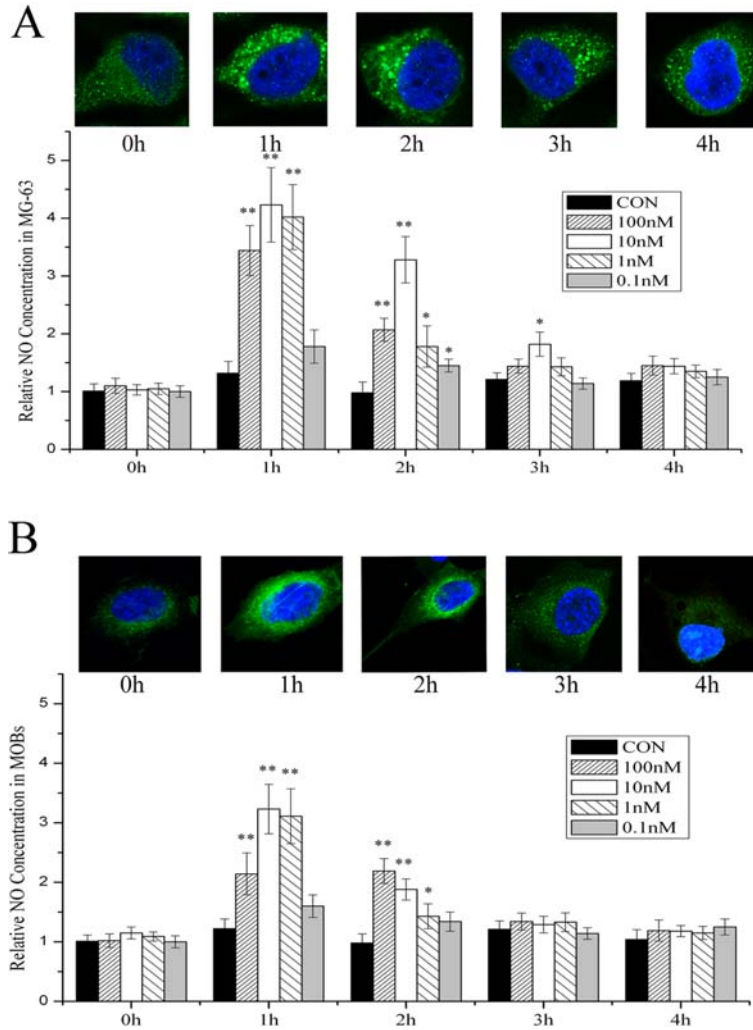 A
0h 1h 2h 3h 4h
Relative NO Concentration in MG-63
5
4
3
2
1
0
** ** **
** ** * *
*
CON
100nM
10nM
1nM
0.1nM
0h 1h 2h 3h 4h
B
0h 1h 2h 3h 4h
Relative NO Concentration in MOBs
5
4
3
2
1
0
** ** **
** ** *
CON
100nM
10nM
1nM
0.1nM
0h 1h 2h 3h 4h